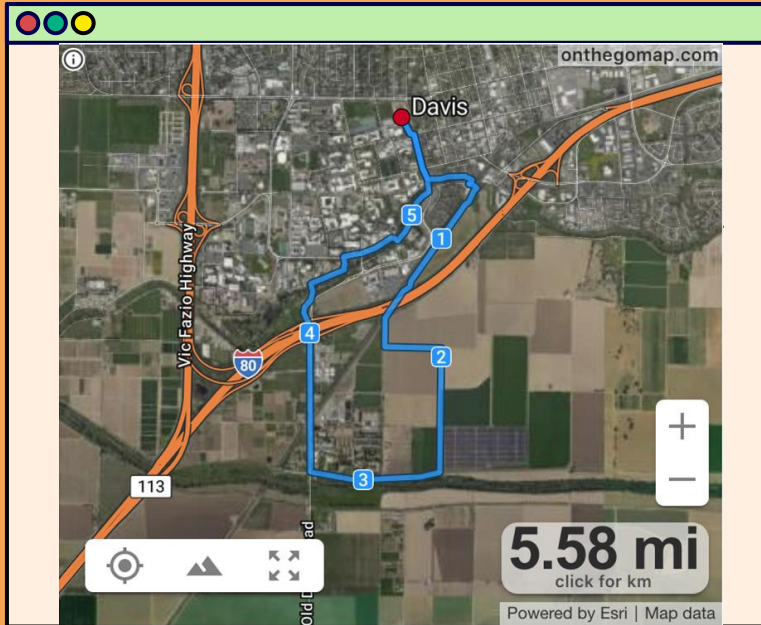 onthegomap.com
Davis
5
1
Vic Fazio Highway
4
80
2
3
113
5.58 mi
click for km
Powered by Esri | Map data